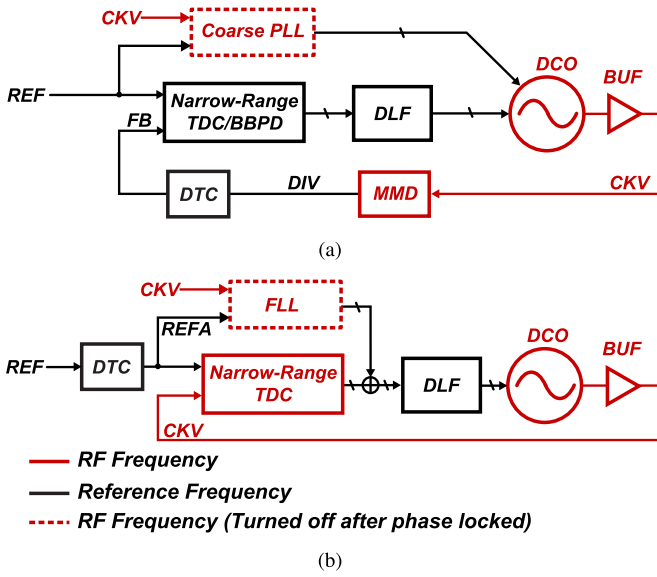 CKV
Coarse PLL
DCO
BUF
REF
Narrow-Range
TDC/BBPD
DLF
FB
DTC
DIV
MMD
CKV
(a)
CKV
FLL
REFA
DCO
BUF
REF
DTC
Narrow-Range
TDC
DLF
CKV
RF Frequency
Reference Frequency
RF Frequency (Turned off after phase locked)
(b)